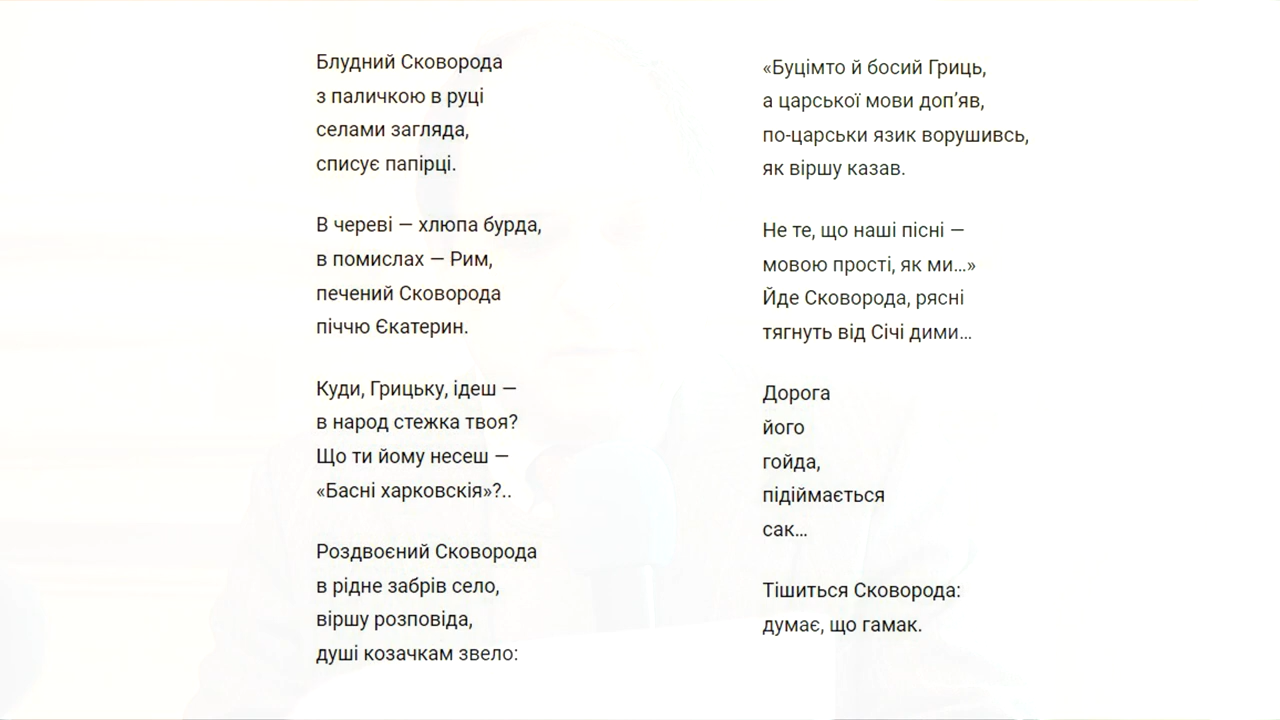 Блудний Сковорода
з паличкою в руці
селами загляда,
списує папірці.
В череві — хлюпа бурда,
в помислах — Рим,
печений Сковорода
піччю Єкатерин.
Куди, Грицьку, ідеш —
в народ стежка твоя?
Що ти йому несеш —
«Басні харковскія»?..
Роздвоєний Сковорода
в рідне забрів село,
віршу розповіда,
душі козачкам звело:
«Буцімто й босий Гриць,
а царської мови доп’яв,
по-царськи язик ворушивсь,
як віршу казав.
Не те, що наші пісні —
мовою прості, як ми…»
Йде Сковорода, рясні
тягнуть від Січі дими…
Дорога
його
гойда,
підіймається
сак…
Тішиться Сковорода:
думає, що гамак.